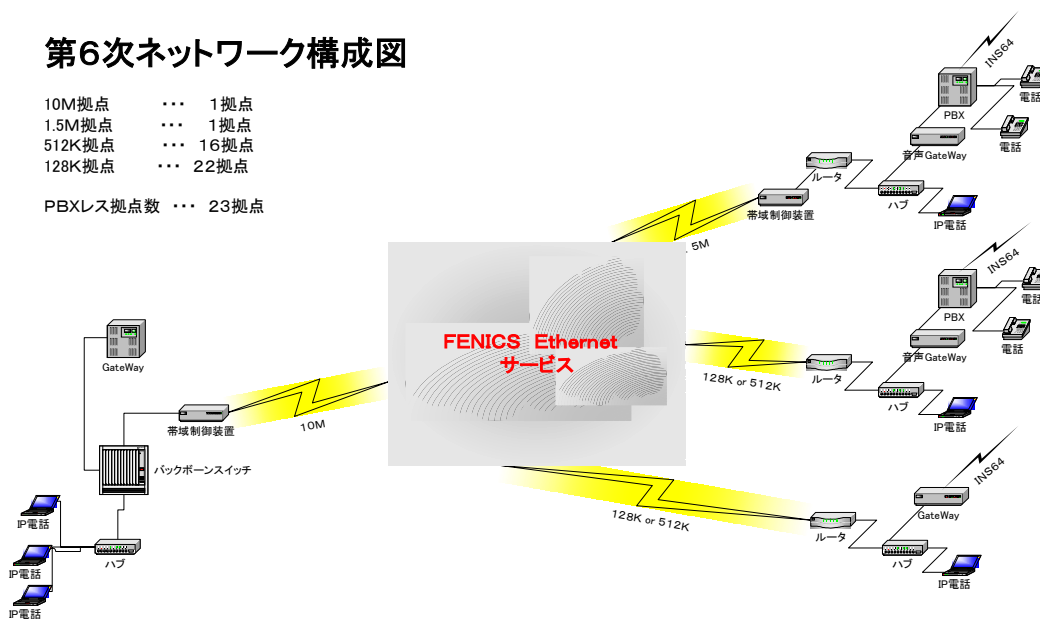 第6次ネットワーク構成図
10M拠点 ・・・ 1拠点
1.5M拠点 ・・・ 1拠点
512K拠点 ・・・ 16拠点
128K拠点 ・・・ 22拠点
PBXレス拠点数 ・・・ 23拠点
INS64
PBX
電話
電話
音声GateWay
ルータ
ハブ
IP電話
帯域制御装置
5M
FENICS Ethernet
サービス
INS64
PBX
電話
電話
音声GateWay
ルータ
ハブ
IP電話
128K or 512K
GateWay
帯域制御装置
10M
バックボーンスイッチ
IP電話
IP電話
IP電話
ハブ
128K or 512K
INS64
GateWay
ルータ
ハブ
IP電話